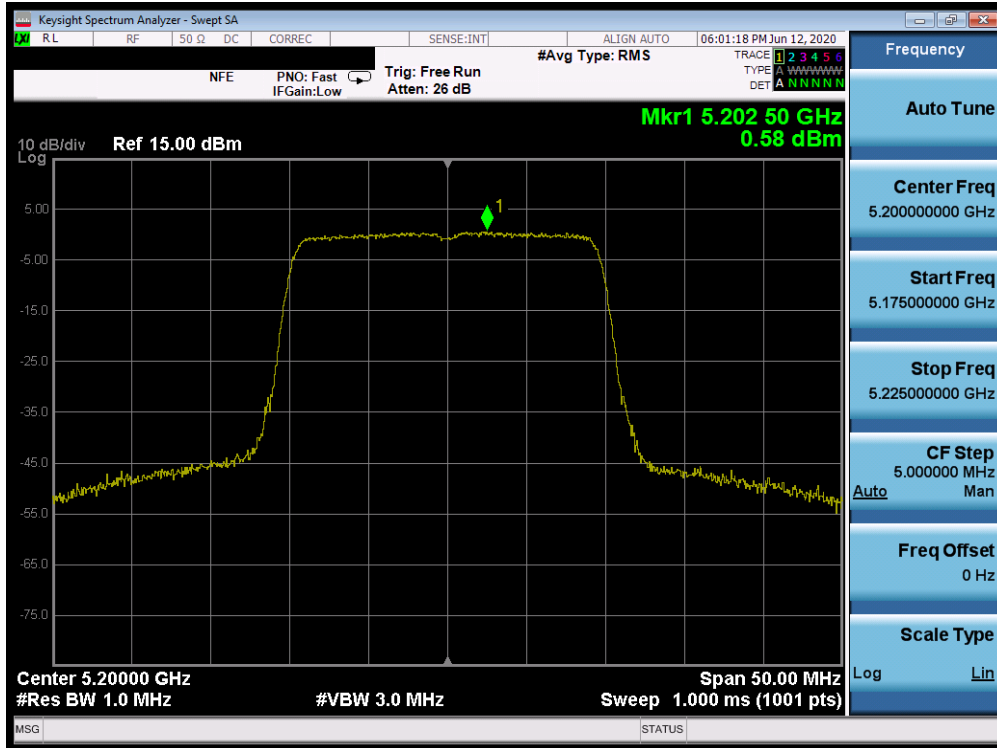 Keysight Spectrum Analyzer - Swept SA
LXI RL RF 50 Ω DC CORREC SENSE:INT ALIGN AUTO 06:01:18 PM Jun 12, 2020
NFE PNO: Fast Trig: Free Run #Avg Type: RMS TRACE 1 2 3 4 5 6
IFGain:Low Atten: 26 dB TYPE A WWWWW
DET A N N N N N
Mkr1 5.202 50 GHz
0.58 dBm
10 dB/div Ref 15.00 dBm
Log
1
5.00
-5.00
-15.0
-25.0
-35.0
-45.0
-55.0
-65.0
-75.0
Center 5.20000 GHz Span 50.00 MHz
#Res BW 1.0 MHz #VBW 3.0 MHz Sweep 1.000 ms (1001 pts)
MSG STATUS
Frequency
Auto Tune
Center Freq
5.200000000 GHz
Start Freq
5.175000000 GHz
Stop Freq
5.225000000 GHz
CF Step
5.000000 MHz
Auto Man
Freq Offset
0 Hz
Scale Type
Log Lin